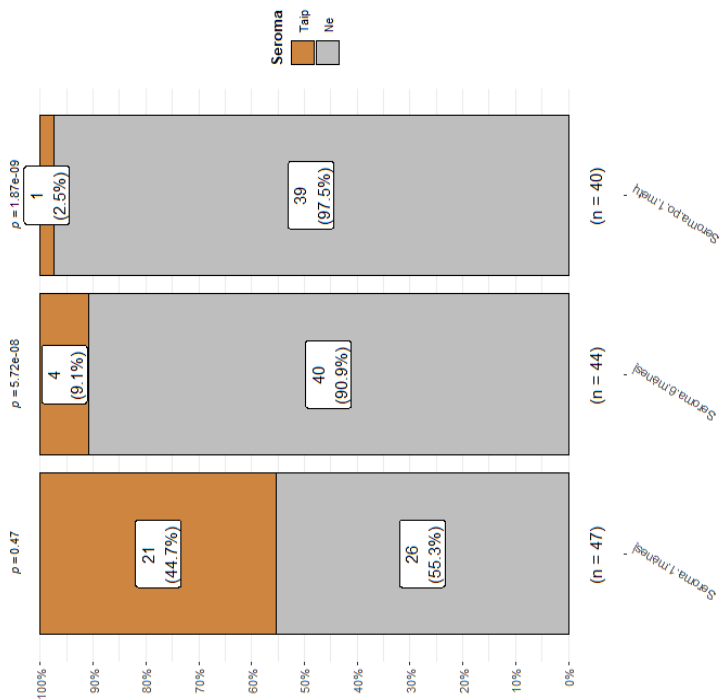 Seroma
Taip
Ne
p = 0.47
p = 5.72e-08
p = 1.87e-09
100%
90%
80%
70%
60%
50%
40%
30%
20%
10%
0%
21
(44.7%)
26
(55.3%)
4
(9.1%)
40
(90.9%)
1
(2.5%)
39
(97.5%)
(n = 47)
(n = 44)
(n = 40)
Seroma.1.mėnesį
Seroma.6.mėnesį
Seroma.po.1.metų